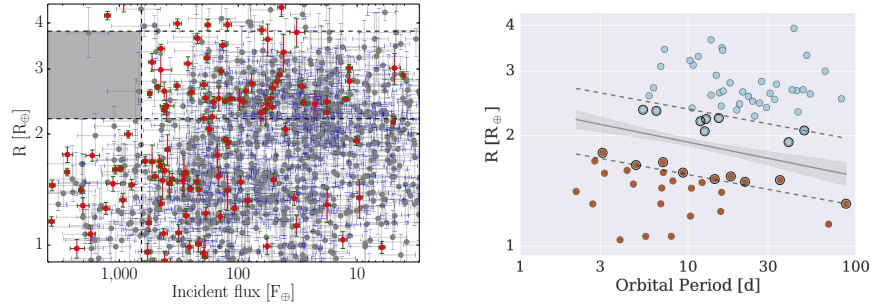 4
3
2
1
R [R⊕]
1,000 100 10
Incident flux [F⊕]
4
3
2
1
R [R⊕]
1 3 10 30 100
Orbital Period [d]